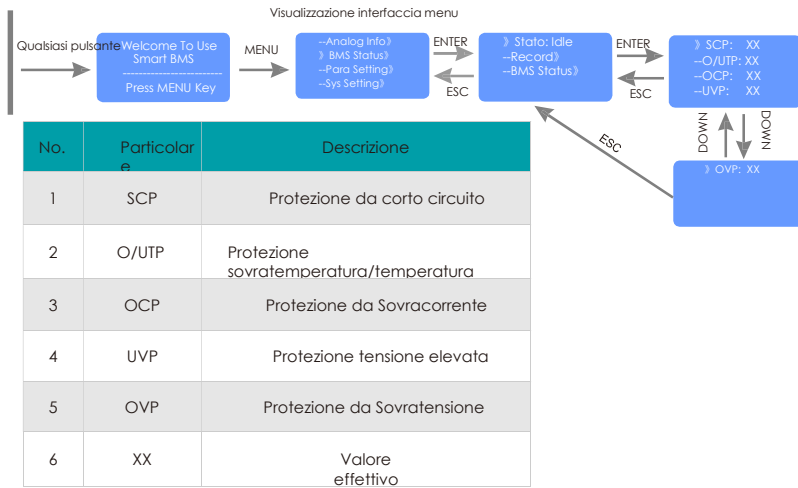 Visualizzazione interfaccia menu
Qualsiasi pulsante
Welcome To Use
Smart BMS
------------------------
Press MENU Key
MENU
--Analog Info》
》BMS Status》
--Para Setting》
--Sys Setting》
ENTER
ESC
》Stato: Idle
--Record》
--BMS Status》
ENTER
ESC
》SCP: XX
--O/UTP: XX
--OCP: XX
--UVP: XX
DOWN
DOWN
ESC
》OVP: XX
No. Particolar Descrizione
e
1 SCP Protezione da corto circuito
2 O/UTP Protezione
sovratemperatura/temperatura
3 OCP Protezione da Sovracorrente
4 UVP Protezione tensione elevata
5 OVP Protezione da Sovratensione
6 XX Valore
effettivo